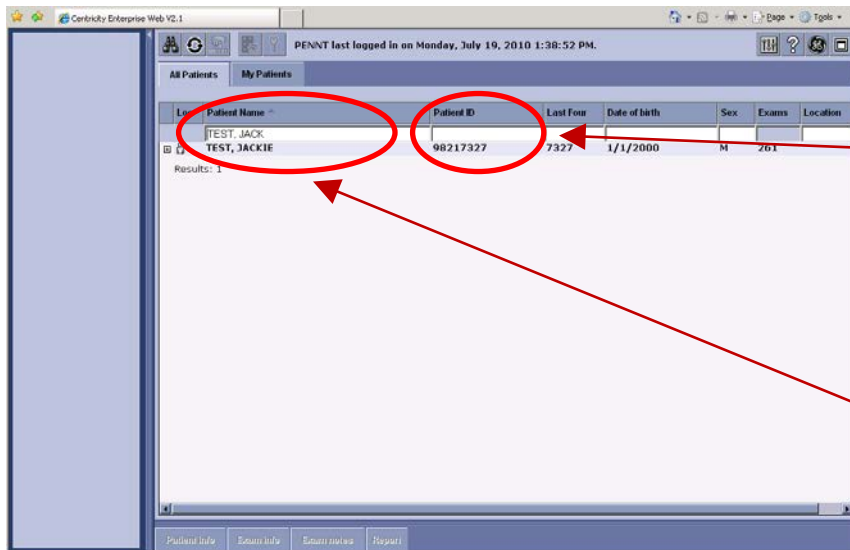 Centricity Enterprise Web V2.1
Page Tools
PENNT last logged in on Monday, July 19, 2010 1:38:52 PM.
All Patients My Patients
Patient Name Patient ID Last Four Date of birth Sex Exams Location
TEST, JACK
TEST, JACKIE 98217327 7327 1/1/2000 M 261
Results: 1
Patient info Exam info Exam notes Report